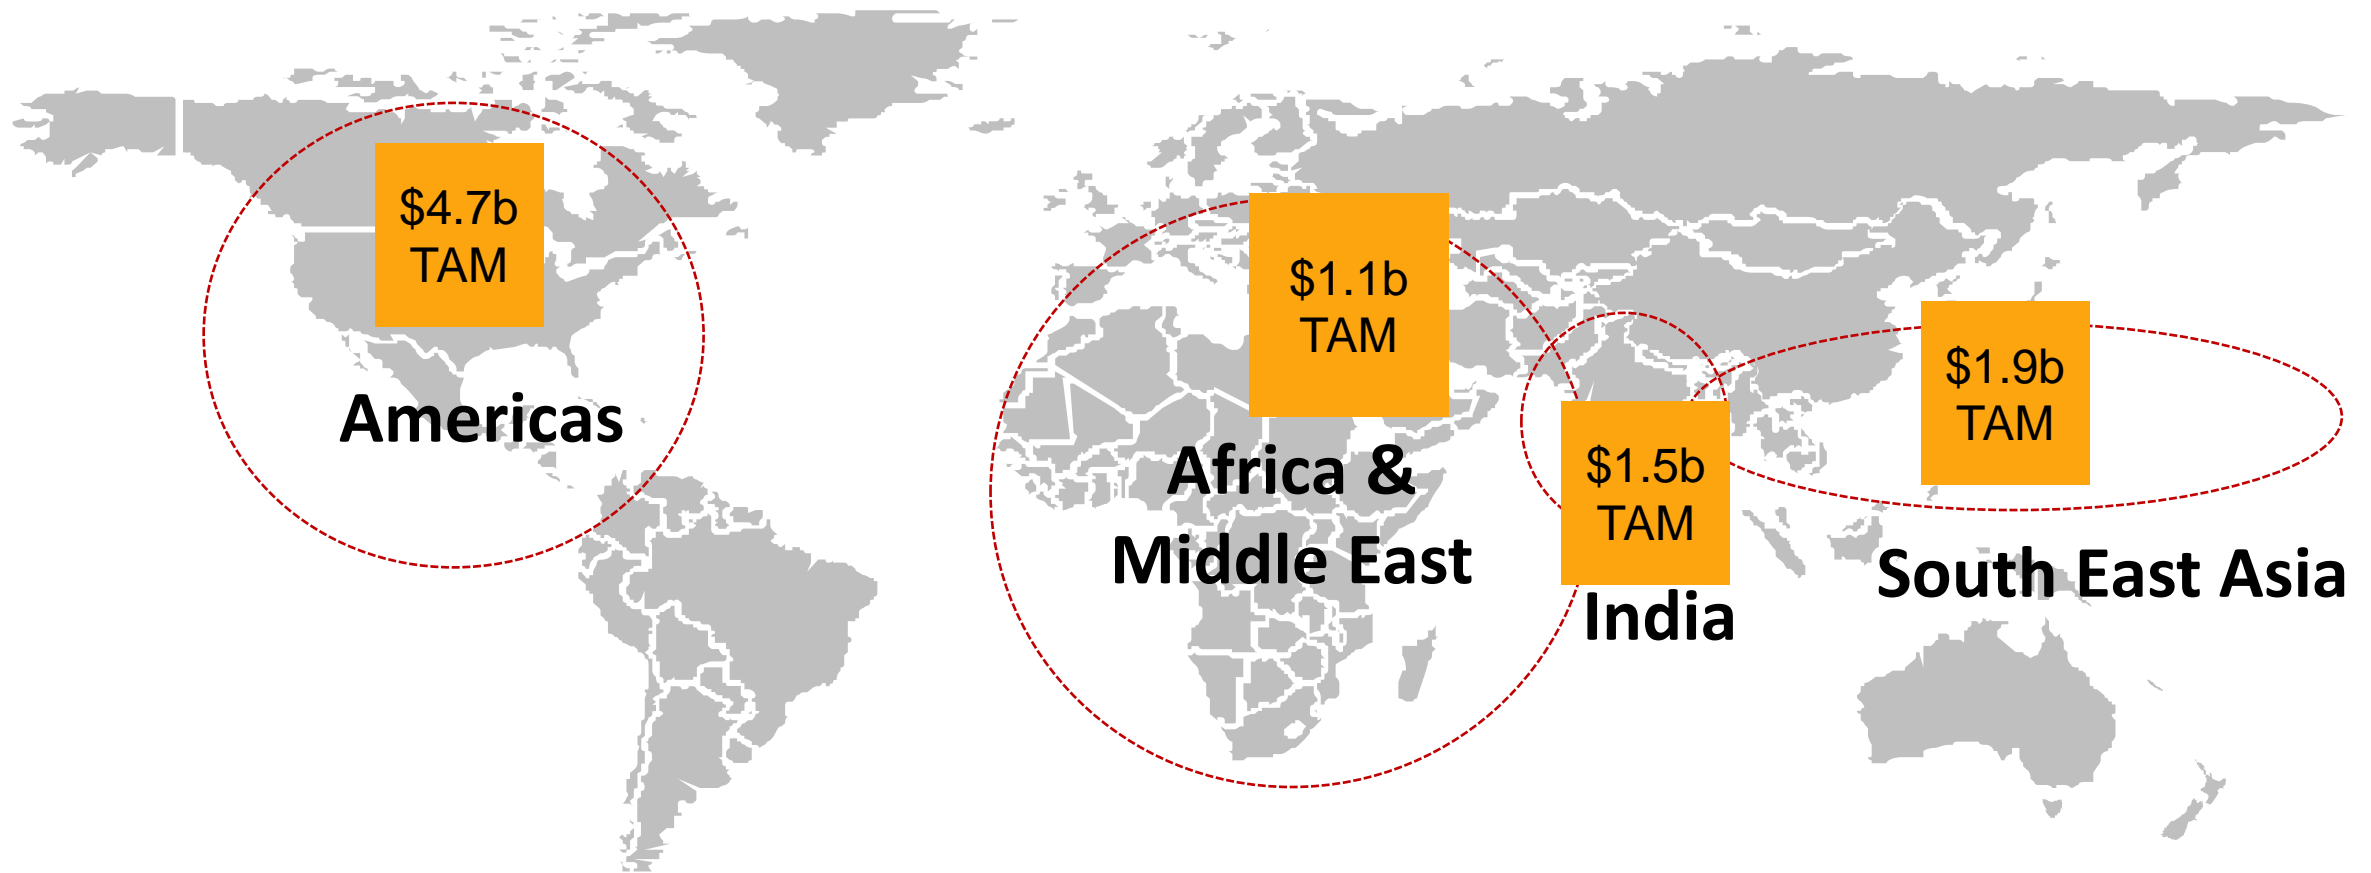 $4.7b
TAM
Americas
$1.1b
TAM
Africa &
Middle East
$1.5b
TAM
India
$1.9b
TAM
South East Asia